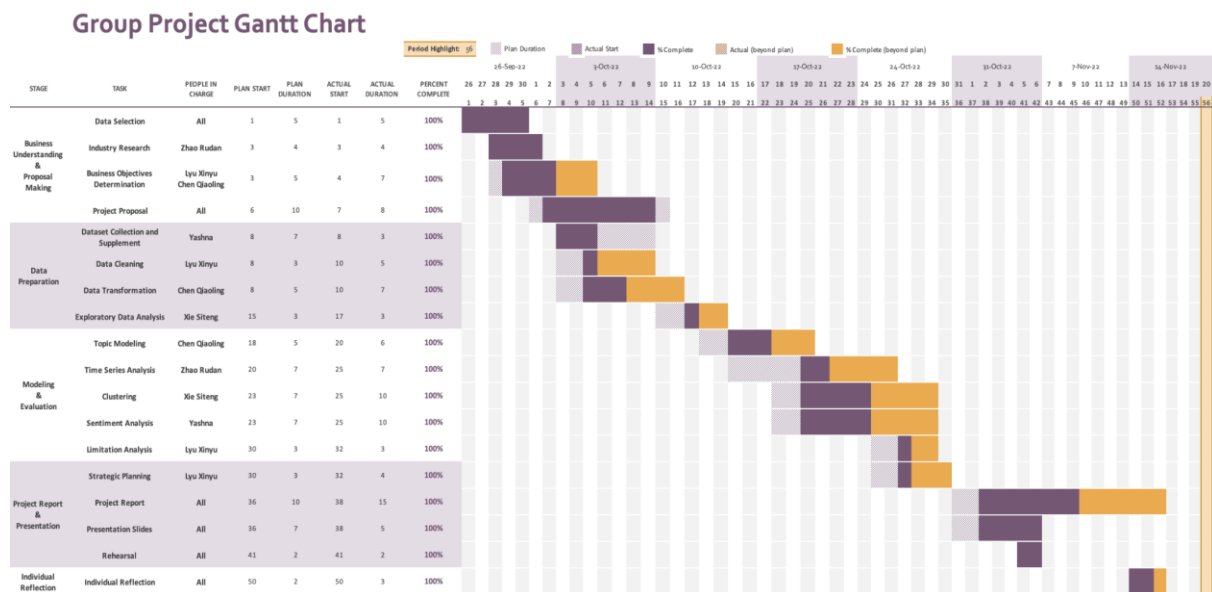 Group Project Gantt Chart
Period Highlight: 56 Plan Duration Actual Start % Complete Actual (beyond plan) % Complete (beyond plan)
26-Sep-22 3-Oct-22 10-Oct-22 17-Oct-22 24-Oct-22 31-Oct-22 7-Nov-22 14-Nov-22
STAGE TASK PEOPLE IN CHARGE PLAN START PLAN DURATION ACTUAL START ACTUAL DURATION PERCENT COMPLETE
26 27 28 29 30 1 2 3 4 5 6 7 8 9 10 11 12 13 14 15 16 17 18 19 20 21 22 23 24 25 26 27 28 29 30 31 1 2 3 4 5 6 7 8 9 10 11 12 13 14 15 16 17 18 19 20
1 2 3 4 5 6 7 8 9 10 11 12 13 14 15 16 17 18 19 20 21 22 23 24 25 26 27 28 29 30 31 32 33 34 35 36 37 38 39 40 41 42 43 44 45 46 47 48 49 50 51 52 53 54 55 56
Business Understanding & Proposal Making
Data Selection All 1 5 1 5 100%
Industry Research Zhao Rudan 3 4 3 4 100%
Business Objectives Determination Lyu Xinyu Chen Qiaoling 3 5 4 7 100%
Project Proposal All 6 10 7 8 100%
Data Preparation
Dataset Collection and Supplement Yashna 8 7 8 3 100%
Data Cleaning Lyu Xinyu 8 3 10 5 100%
Data Transformation Chen Qiaoling 8 5 10 7 100%
Exploratory Data Analysis Xie Siteng 15 3 17 3 100%
Modeling & Evaluation
Topic Modeling Chen Qiaoling 18 5 20 6 100%
Time Series Analysis Zhao Rudan 20 7 25 7 100%
Clustering Xie Siteng 23 7 25 10 100%
Sentiment Analysis Yashna 23 7 25 10 100%
Limitation Analysis Lyu Xinyu 30 3 32 3 100%
Project Report & Presentation
Strategic Planning Lyu Xinyu 30 3 32 4 100%
Project Report All 36 10 38 15 100%
Presentation Slides All 36 7 38 5 100%
Rehearsal All 41 2 41 2 100%
Individual Reflection
Individual Reflection All 50 2 50 3 100%